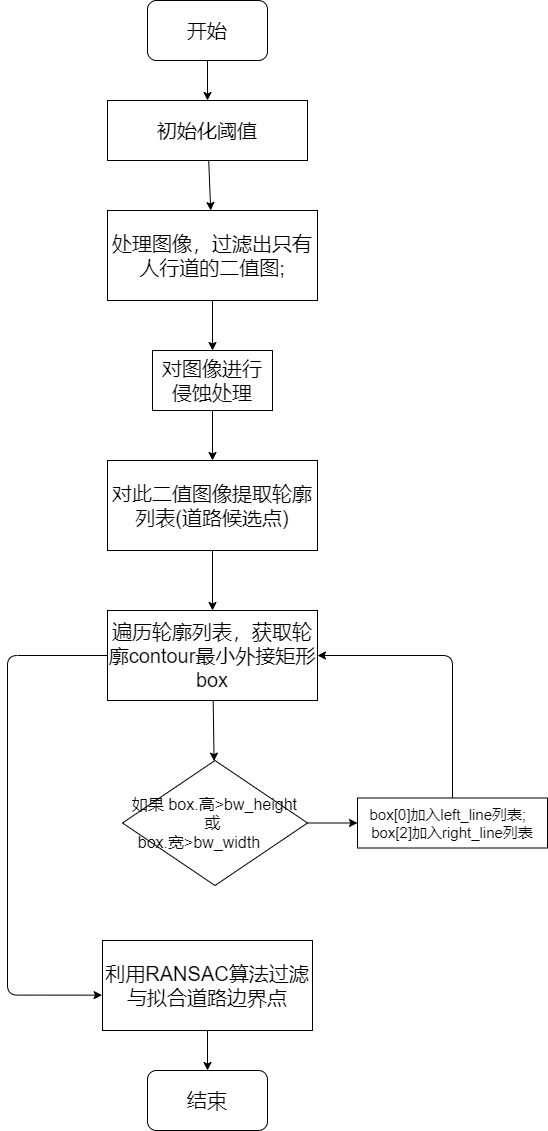 开始
初始化阈值
处理图像，过滤出只有
人行道的二值图;
对图像进行
侵蚀处理
对此二值图像提取轮廓
列表(道路候选点)
遍历轮廓列表，获取轮
廓contour最小外接矩形
box
如果 box.高>bw_height
或
box.宽>bw_width
box[0]加入left_line列表;
box[2]加入right_line列表
利用RANSAC算法过滤
与拟合道路边界点
结束